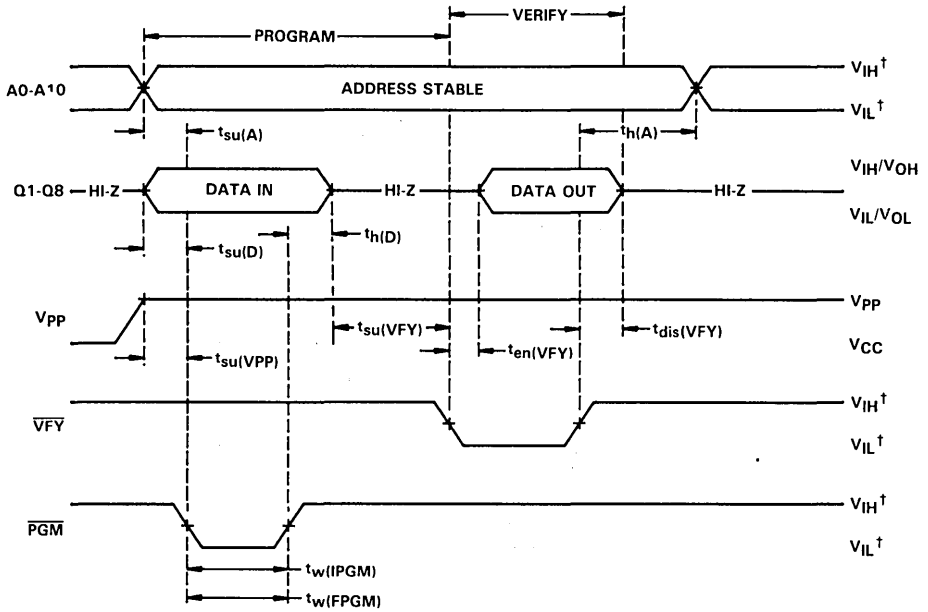 VERIFY
PROGRAM
A0-A10
ADDRESS STABLE
VIH†
VIL†
tsu(A)
th(A)
Q1-Q8
HI-Z
DATA IN
HI-Z
DATA OUT
HI-Z
VIH/VOH
VIL/VOL
tsu(D)
th(D)
VPP
VPP
tsu(VFY)
tdis(VFY)
ten(VFY)
VCC
tsu(VPP)
VFY
VIH†
VIL†
PGM
VIH†
VIL†
tw(IPGM)
tw(FPGM)